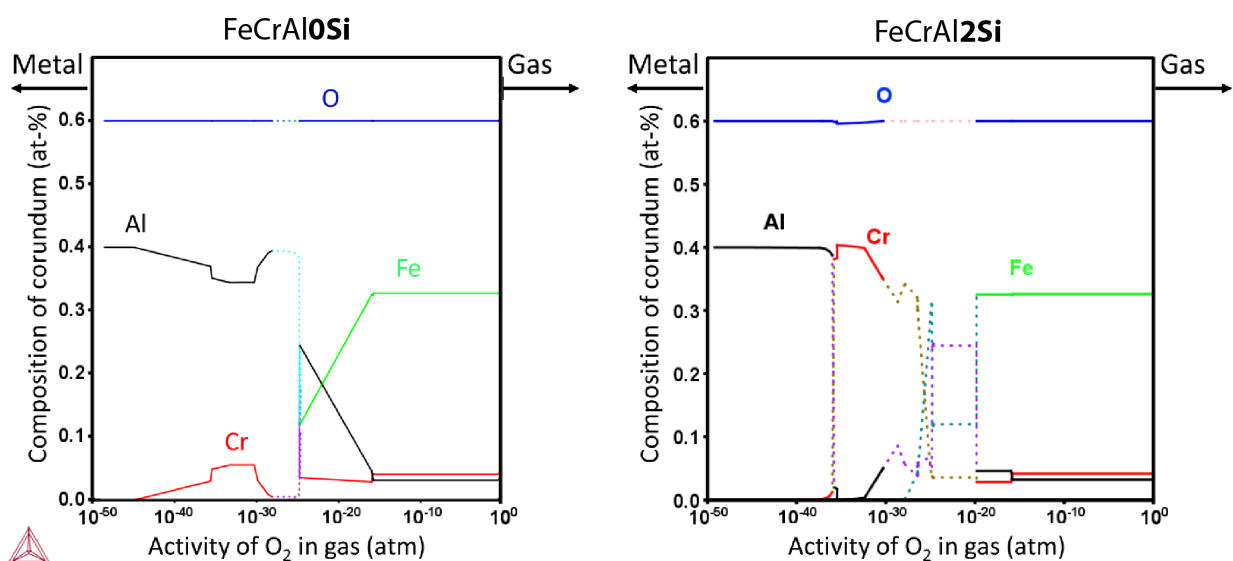 FeCrAl0Si
Metal
Gas
O
Al
Fe
Cr
0.6
0.5
0.4
0.3
0.2
0.1
0.0
10-50
10-40
10-30
10-20
10-10
100
Composition of corundum (at-%)
Activity of O2 in gas (atm)
FeCrAl2Si
Metal
Gas
O
Al
Cr
Fe
0.6
0.5
0.4
0.3
0.2
0.1
0.0
10-50
10-40
10-30
10-20
10-10
100
Composition of corundum (at-%)
Activity of O2 in gas (atm)